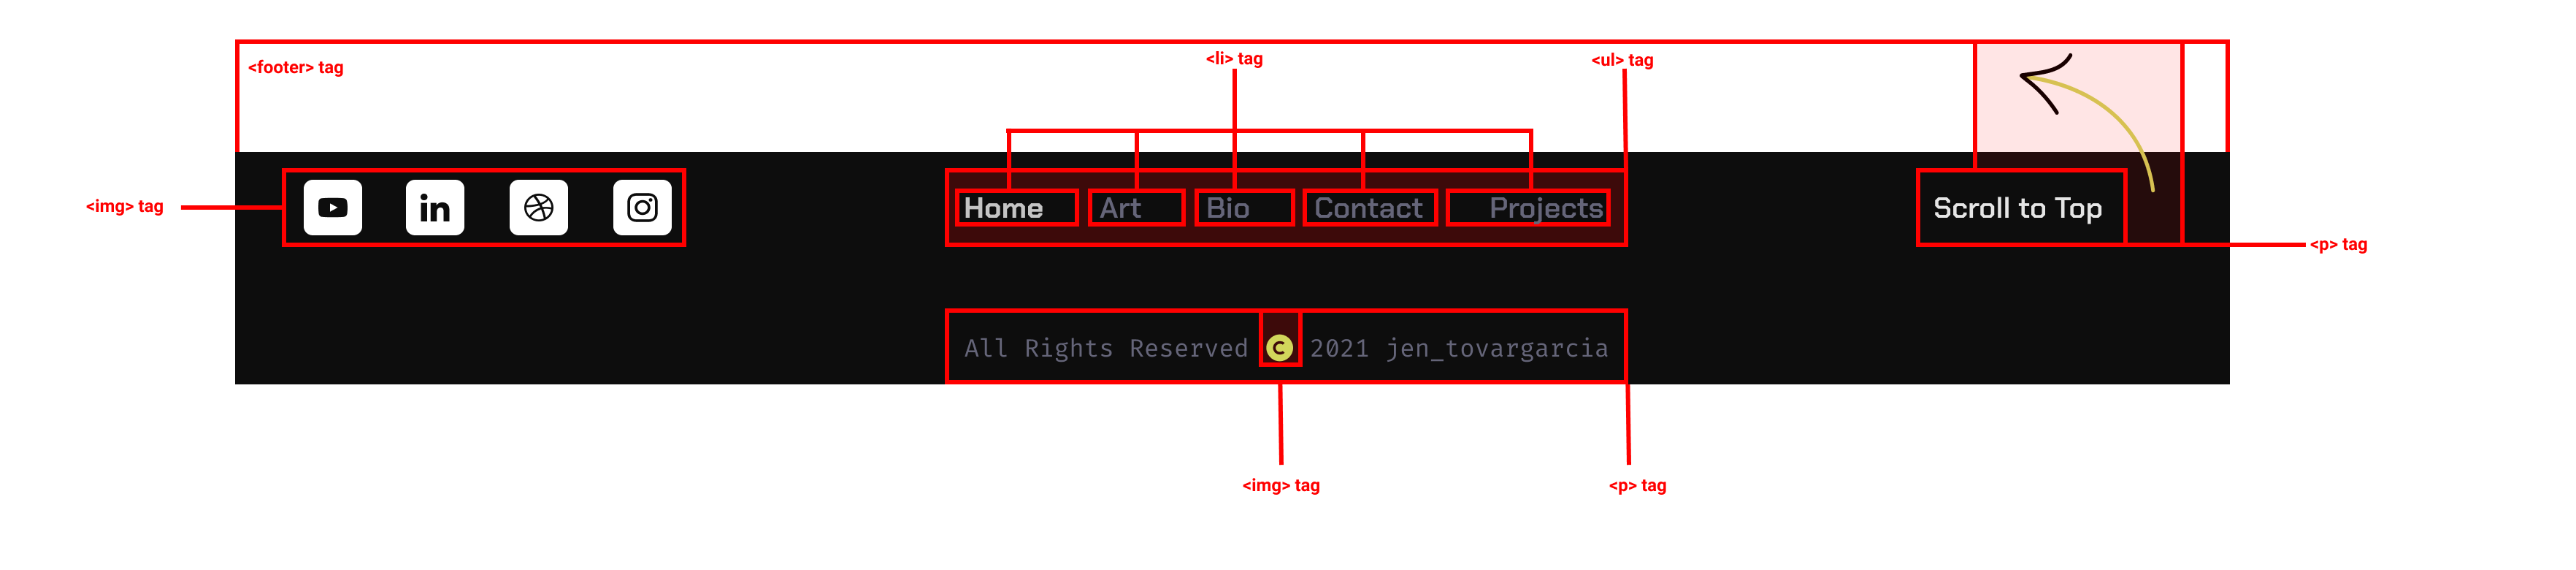 <li> tag
<ul> tag
<footer> tag
<img> tag
in
Home Art Bio Contact Projects
Scroll to Top
<p> tag
All Rights Reserved C 2021 jen_tovargarcia
<img> tag
<p> tag